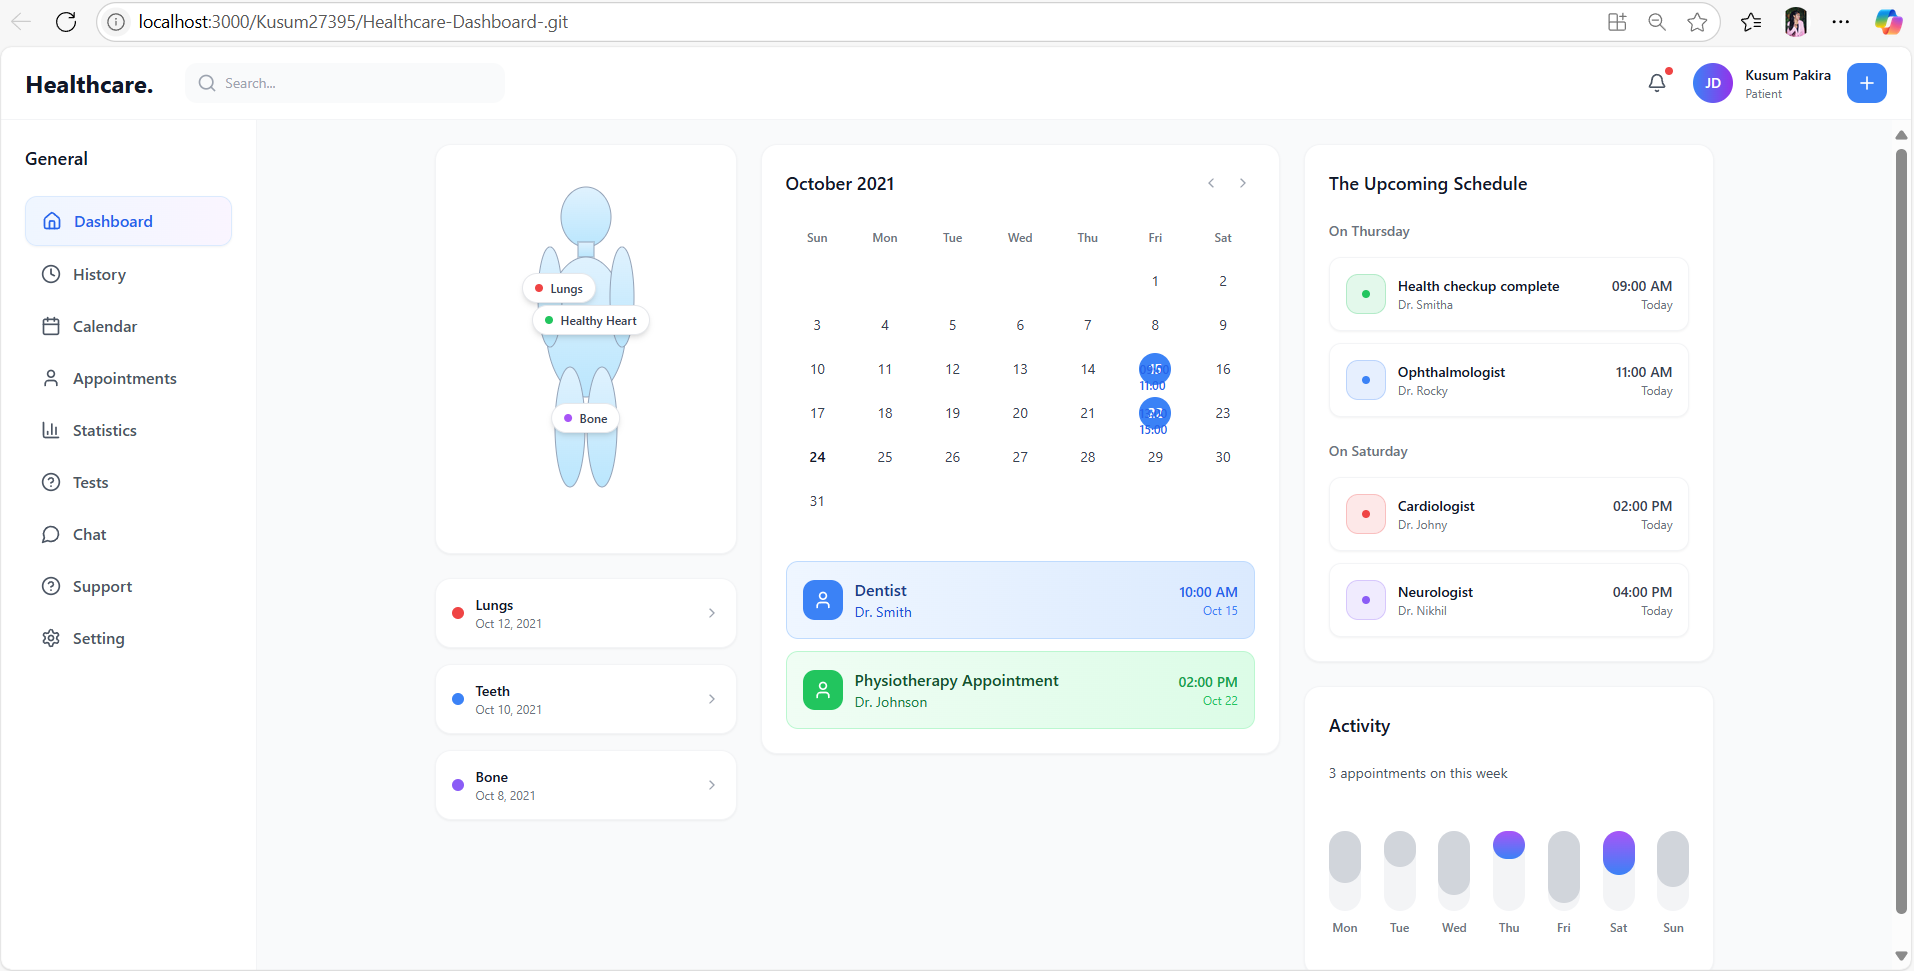 localhost:3000/Kusum27395/Healthcare-Dashboard-.git
Healthcare.
Search...
JD
Kusum Pakira
Patient
General
Dashboard
History
Calendar
Appointments
Statistics
Tests
Chat
Support
Setting
Lungs
Healthy Heart
Bone
Lungs
Oct 12, 2021
Teeth
Oct 10, 2021
Bone
Oct 8, 2021
October 2021
Sun Mon Tue Wed Thu Fri Sat
1 2
3 4 5 6 7 8 9
10 11 12 13 14 15 16
11:00
17 18 19 20 21 22 23
15:00
24 25 26 27 28 29 30
31
Dentist 10:00 AM
Dr. Smith Oct 15
Physiotherapy Appointment 02:00 PM
Dr. Johnson Oct 22
The Upcoming Schedule
On Thursday
Health checkup complete 09:00 AM
Dr. Smitha Today
Ophthalmologist 11:00 AM
Dr. Rocky Today
On Saturday
Cardiologist 02:00 PM
Dr. Johny Today
Neurologist 04:00 PM
Dr. Nikhil Today
Activity
3 appointments on this week
Mon Tue Wed Thu Fri Sat Sun